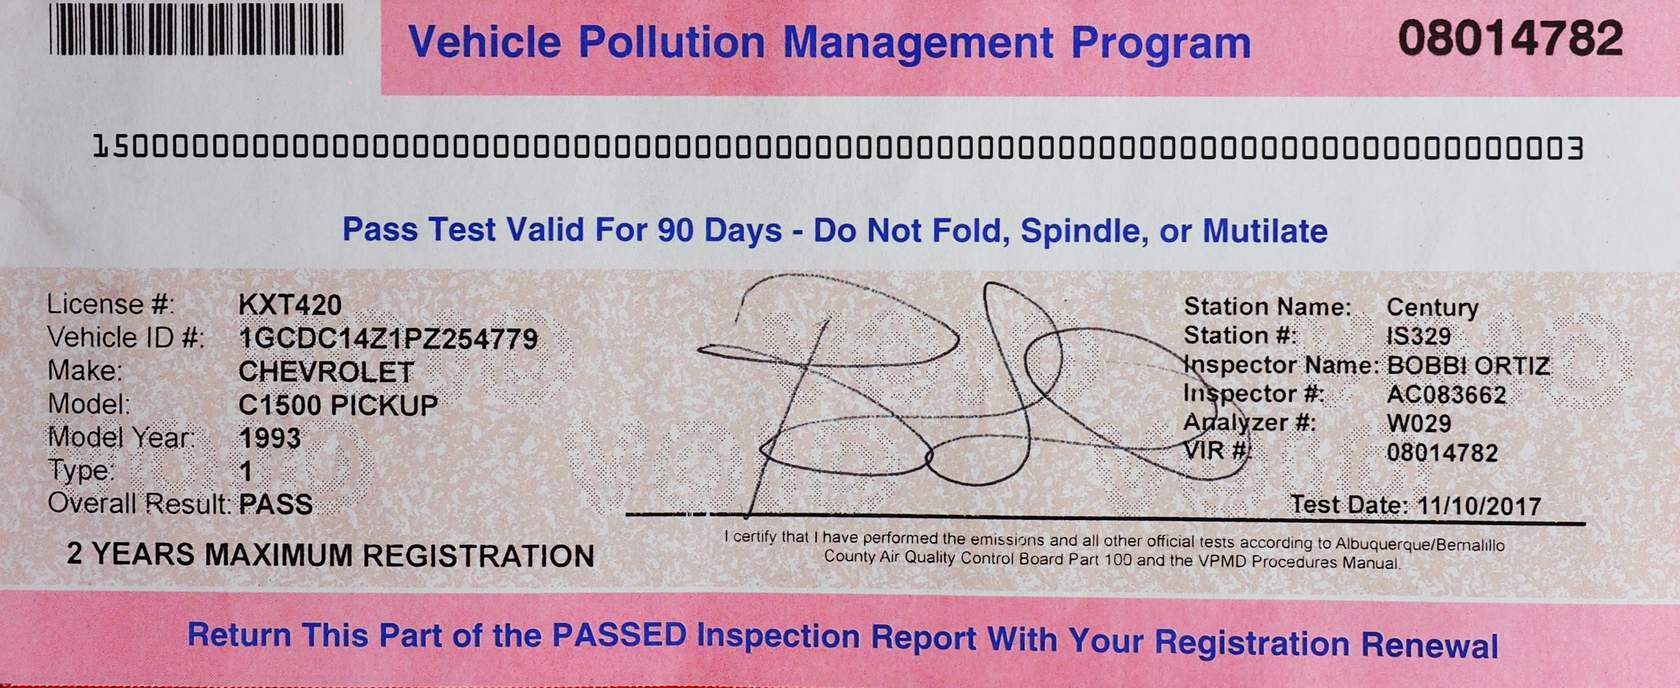 Vehicle Pollution Management Program 08014782
Pass Test Valid For 90 Days - Do Not Fold, Spindle, or Mutilate
License #: KXT420
Vehicle ID #: 1GCDC14Z1PZ254779
Make: CHEVROLET
Model: C1500 PICKUP
Model Year: 1993
Type: 1
Overall Result: PASS
2 YEARS MAXIMUM REGISTRATION
Station Name: Century
Station #: IS329
Inspector Name: BOBBI ORTIZ
Inspector #: AC083662
Analyzer #: W029
VIR #: 08014782
Test Date: 11/10/2017
I certify that I have performed the emissions and all other official tests according to Albuquerque/Bernalillo
County Air Quality Control Board Part 100 and the VPMD Procedures Manual.
Return This Part of the PASSED Inspection Report With Your Registration Renewal